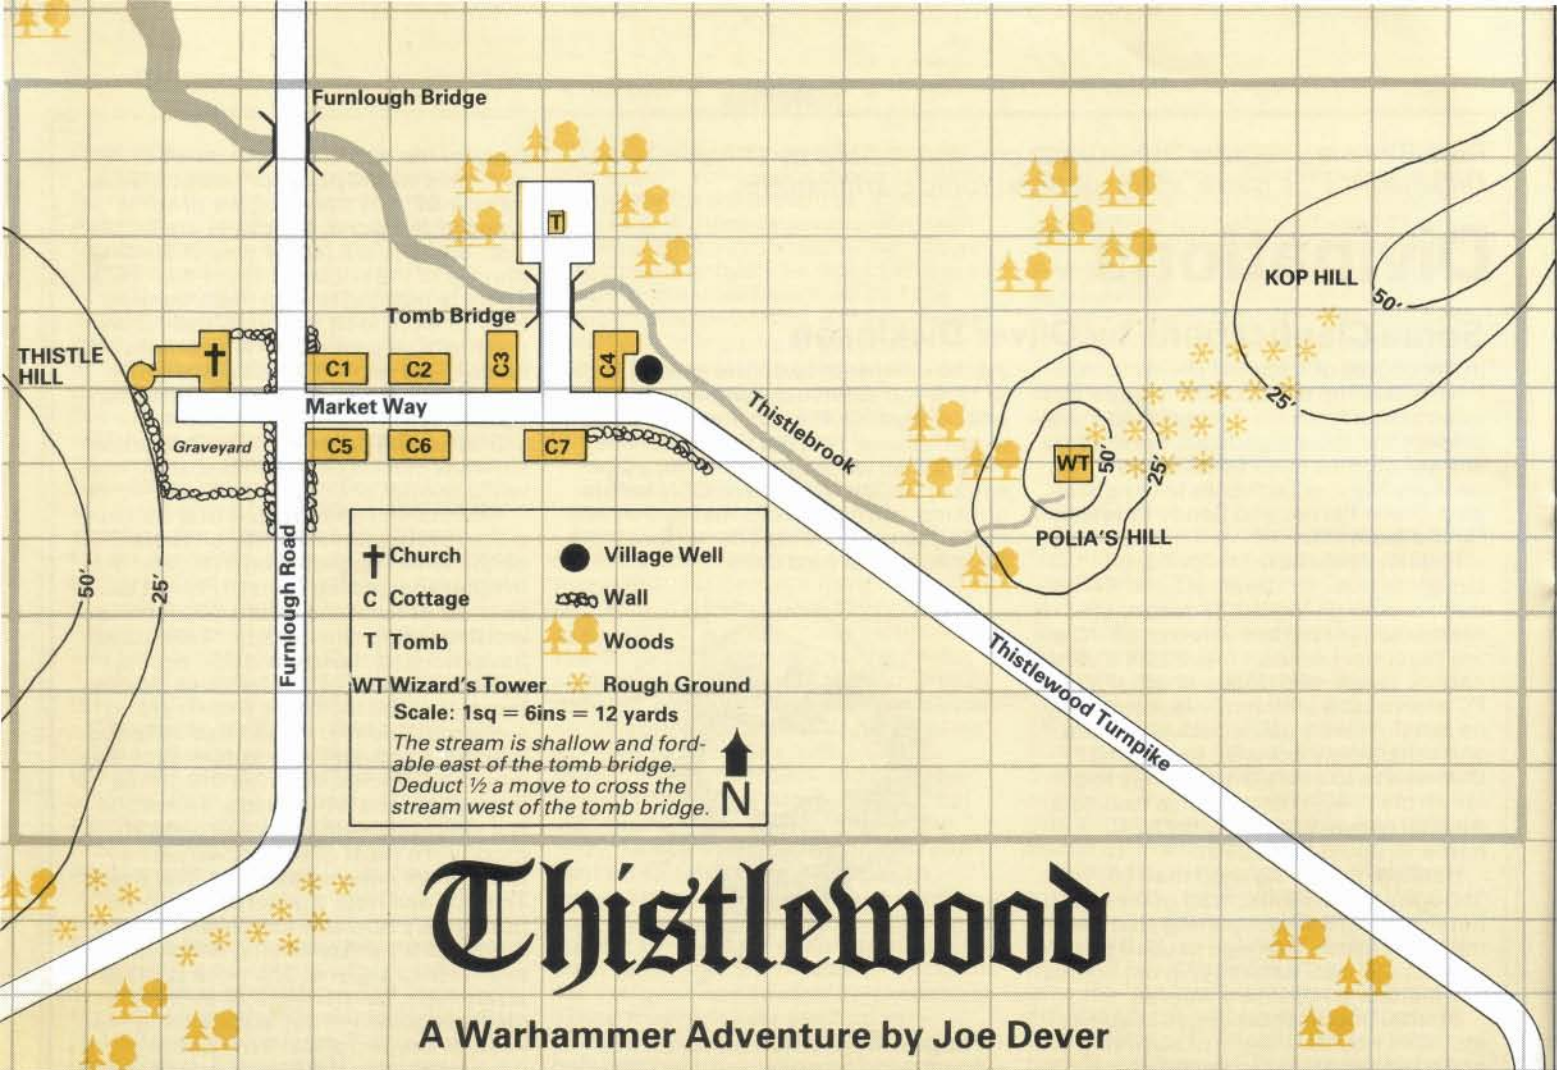 Furnlough Bridge
T
KOP HILL
50'
Tomb Bridge
THISTLE
HILL
C1
C2
C3
C4
25'
Market Way
Thistlebrook
Graveyard
C5
C6
C7
WT
50'
25'
POLIA'S HILL
50'
25'
Furnlough Road
Church
Village Well
C Cottage
Wall
T Tomb
Woods
WT Wizard's Tower
Rough Ground
Scale: 1sq = 6ins = 12 yards
The stream is shallow and ford-
able east of the tomb bridge.
Deduct ½ a move to cross the
stream west of the tomb bridge.
N
Thistlewood Turnpike
Thistlewood
A Warhammer Adventure by Joe Dever